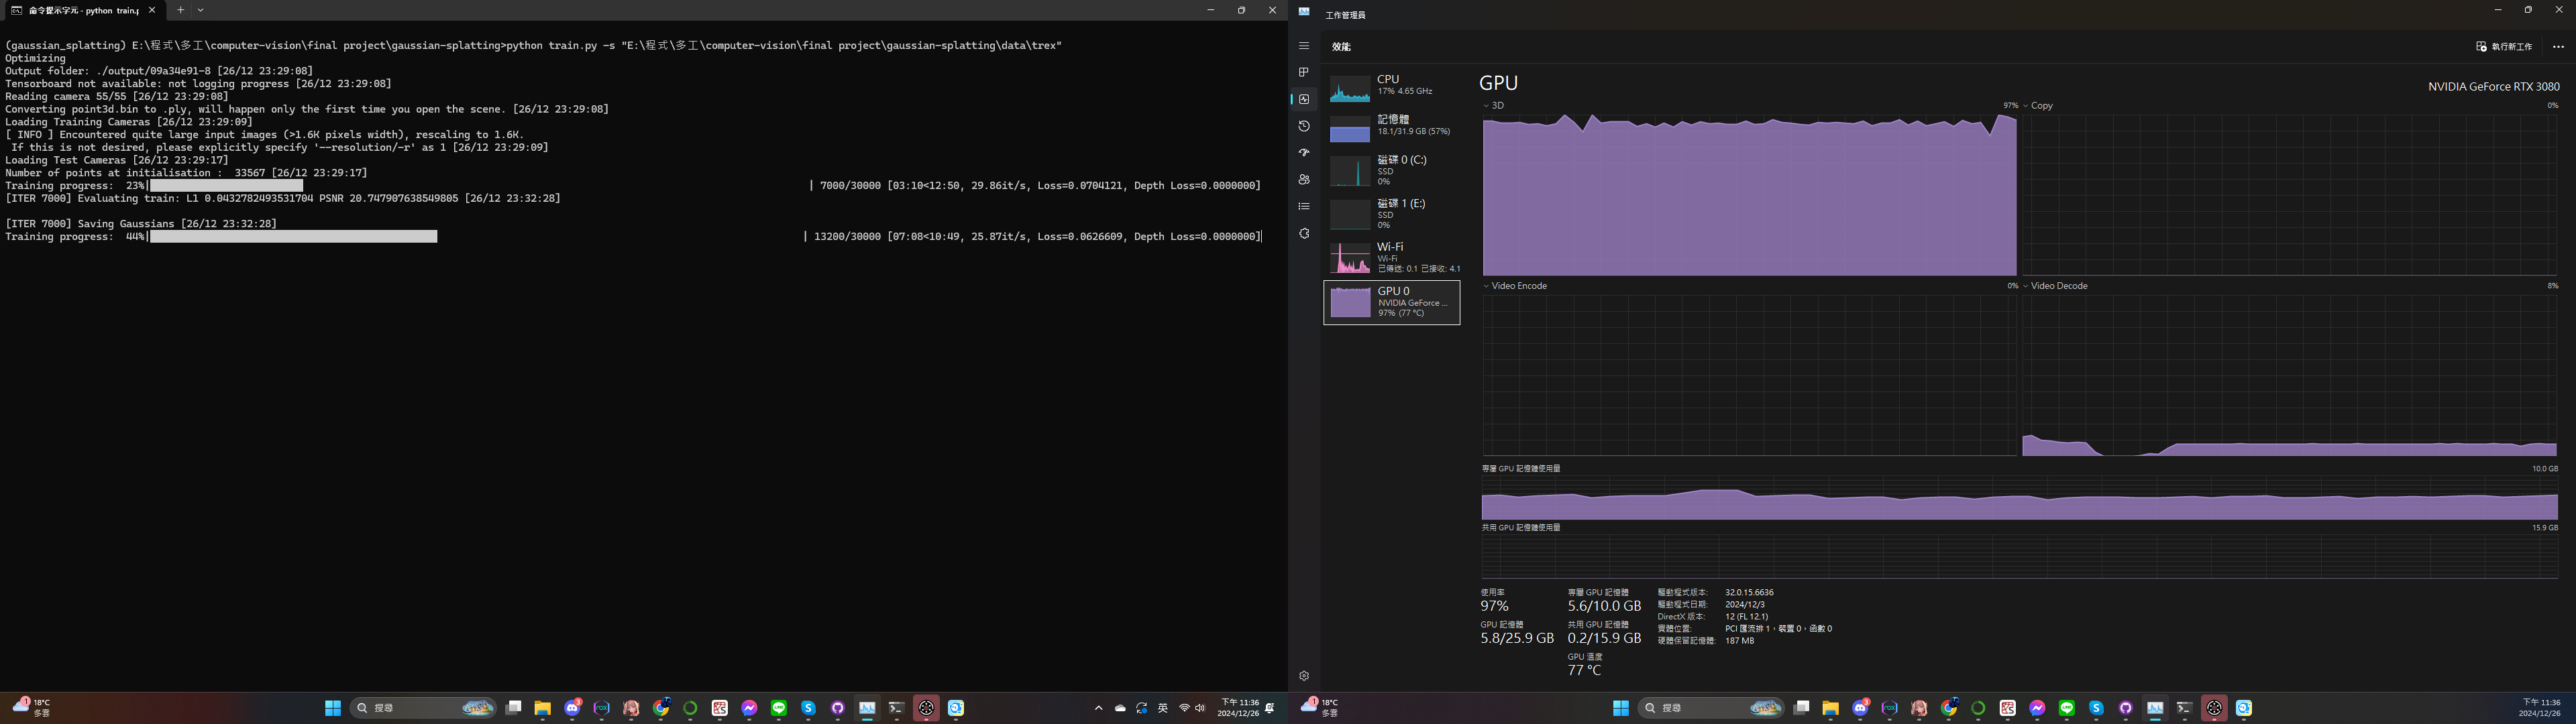 命令提示字元 - python train.p
(gaussian_splatting) E:\程式\多工\computer-vision\final project\gaussian-splatting>python train.py -s "E:\程式\多工\computer-vision\final project\gaussian-splatting\data\trex"
Optimizing
Output folder: ./output/09a34e91-8 [26/12 23:29:08]
Tensorboard not available: not logging progress [26/12 23:29:08]
Reading camera 55/55 [26/12 23:29:08]
Converting point3d.bin to .ply, will happen only the first time you open the scene. [26/12 23:29:08]
Loading Training Cameras [26/12 23:29:09]
[ INFO ] Encountered quite large input images (>1.6K pixels width), rescaling to 1.6K.
If this is not desired, please explicitly specify '--resolution/-r' as 1 [26/12 23:29:09]
Loading Test Cameras [26/12 23:29:17]
Number of points at initialisation :  33567 [26/12 23:29:17]
Training progress:  23%| | 7000/30000 [03:10<12:50, 29.86it/s, Loss=0.0704121, Depth Loss=0.0000000]
[ITER 7000] Evaluating train: L1 0.0432782493531704 PSNR 20.747907638549805 [26/12 23:32:28]
[ITER 7000] Saving Gaussians [26/12 23:32:28]
Training progress:  44%| | 13200/30000 [07:08<10:49, 25.87it/s, Loss=0.0626609, Depth Loss=0.0000000]
1
18°C
多雲
搜尋
3
英
下午 11:36
2024/12/26
工作管理員
效能
執行新工作
CPU
17% 4.65 GHz
記憶體
18.1/31.9 GB (57%)
磁碟 0 (C:)
SSD
0%
磁碟 1 (E:)
SSD
0%
Wi-Fi
Wi-Fi
已傳送: 0.1 已接收: 4.1
GPU 0
NVIDIA GeForce ...
97% (77 °C)
GPU
NVIDIA GeForce RTX 3080
3D 97%
Copy 0%
Video Encode 0%
Video Decode 8%
專屬 GPU 記憶體使用量 10.0 GB
共用 GPU 記憶體使用量 15.9 GB
使用率
97%
GPU 記憶體
5.8/25.9 GB
專屬 GPU 記憶體
5.6/10.0 GB
共用 GPU 記憶體
0.2/15.9 GB
GPU 溫度
77 °C
驅動程式版本: 32.0.15.6636
驅動程式日期: 2024/12/3
DirectX 版本: 12 (FL 12.1)
實體位置: PCI 匯流排 1，裝置 0，函數 0
硬體保留記憶體: 187 MB
1
18°C
多雲
搜尋
3
下午 11:36
2024/12/26